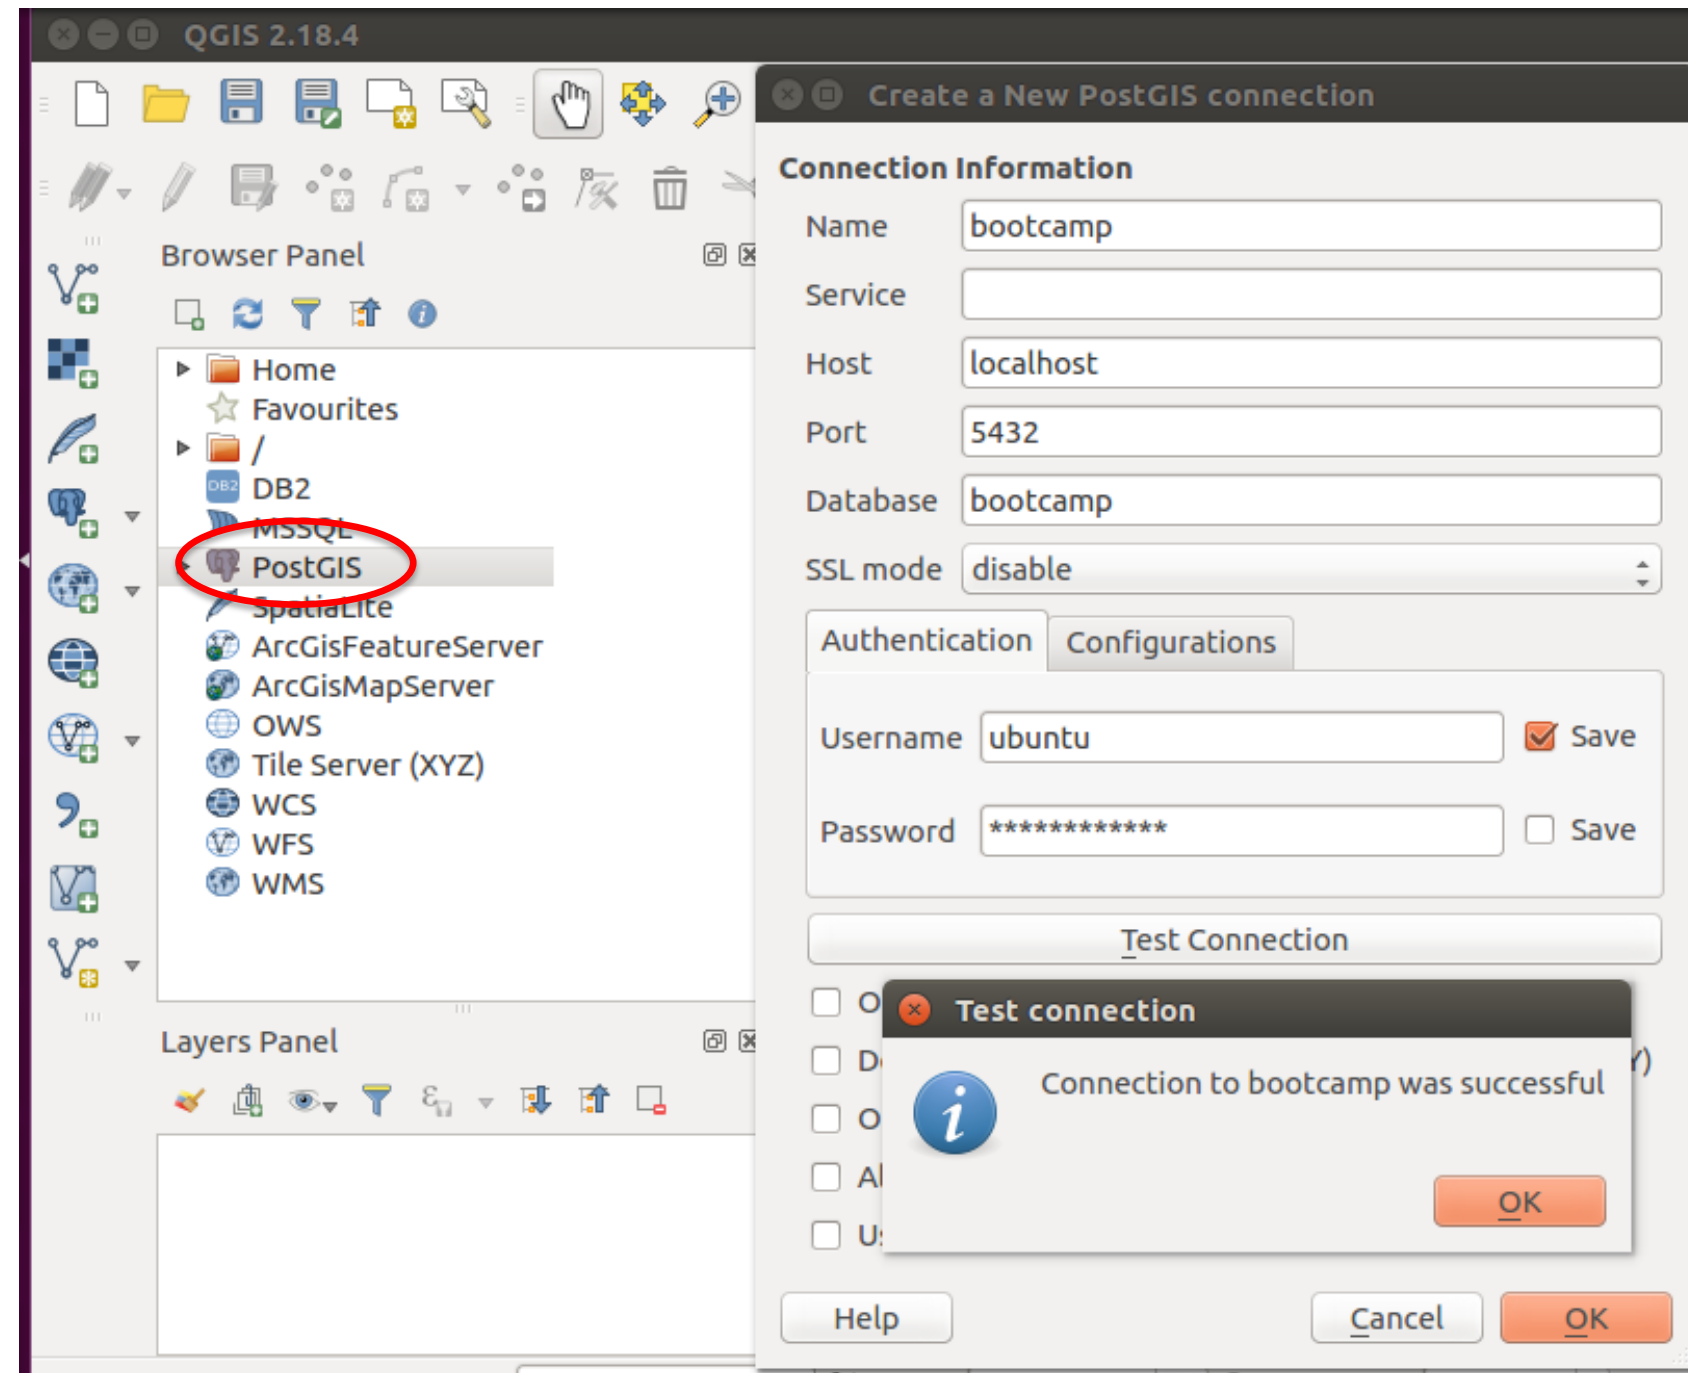 QGIS 2.18.4
Create a New PostGIS connection
Connection Information
Name bootcamp
Service
Host localhost
Port 5432
Database bootcamp
SSL mode disable
Authentication Configurations
Username ubuntu Save
Password ************ Save
Test Connection
Browser Panel
Home
Favourites
/
DB2
DB2
MSSQL
PostGIS
SpatiaLite
ArcGisFeatureServer
ArcGisMapServer
OWS
Tile Server (XYZ)
WCS
WFS
WMS
Layers Panel
Test connection
Connection to bootcamp was successful
OK
Help Cancel OK